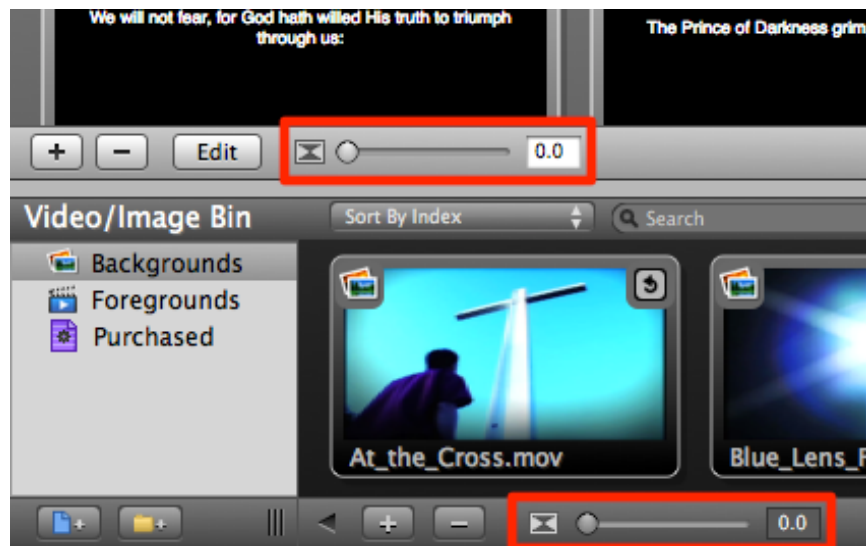 We will not fear, for God hath willed His truth to triumph
through us:
The Prince of Darkness grim
+ - Edit 0.0
Video/Image Bin Sort By Index Search
Backgrounds
Foregrounds
Purchased
At_the_Cross.mov Blue_Lens_F
+ - 0.0